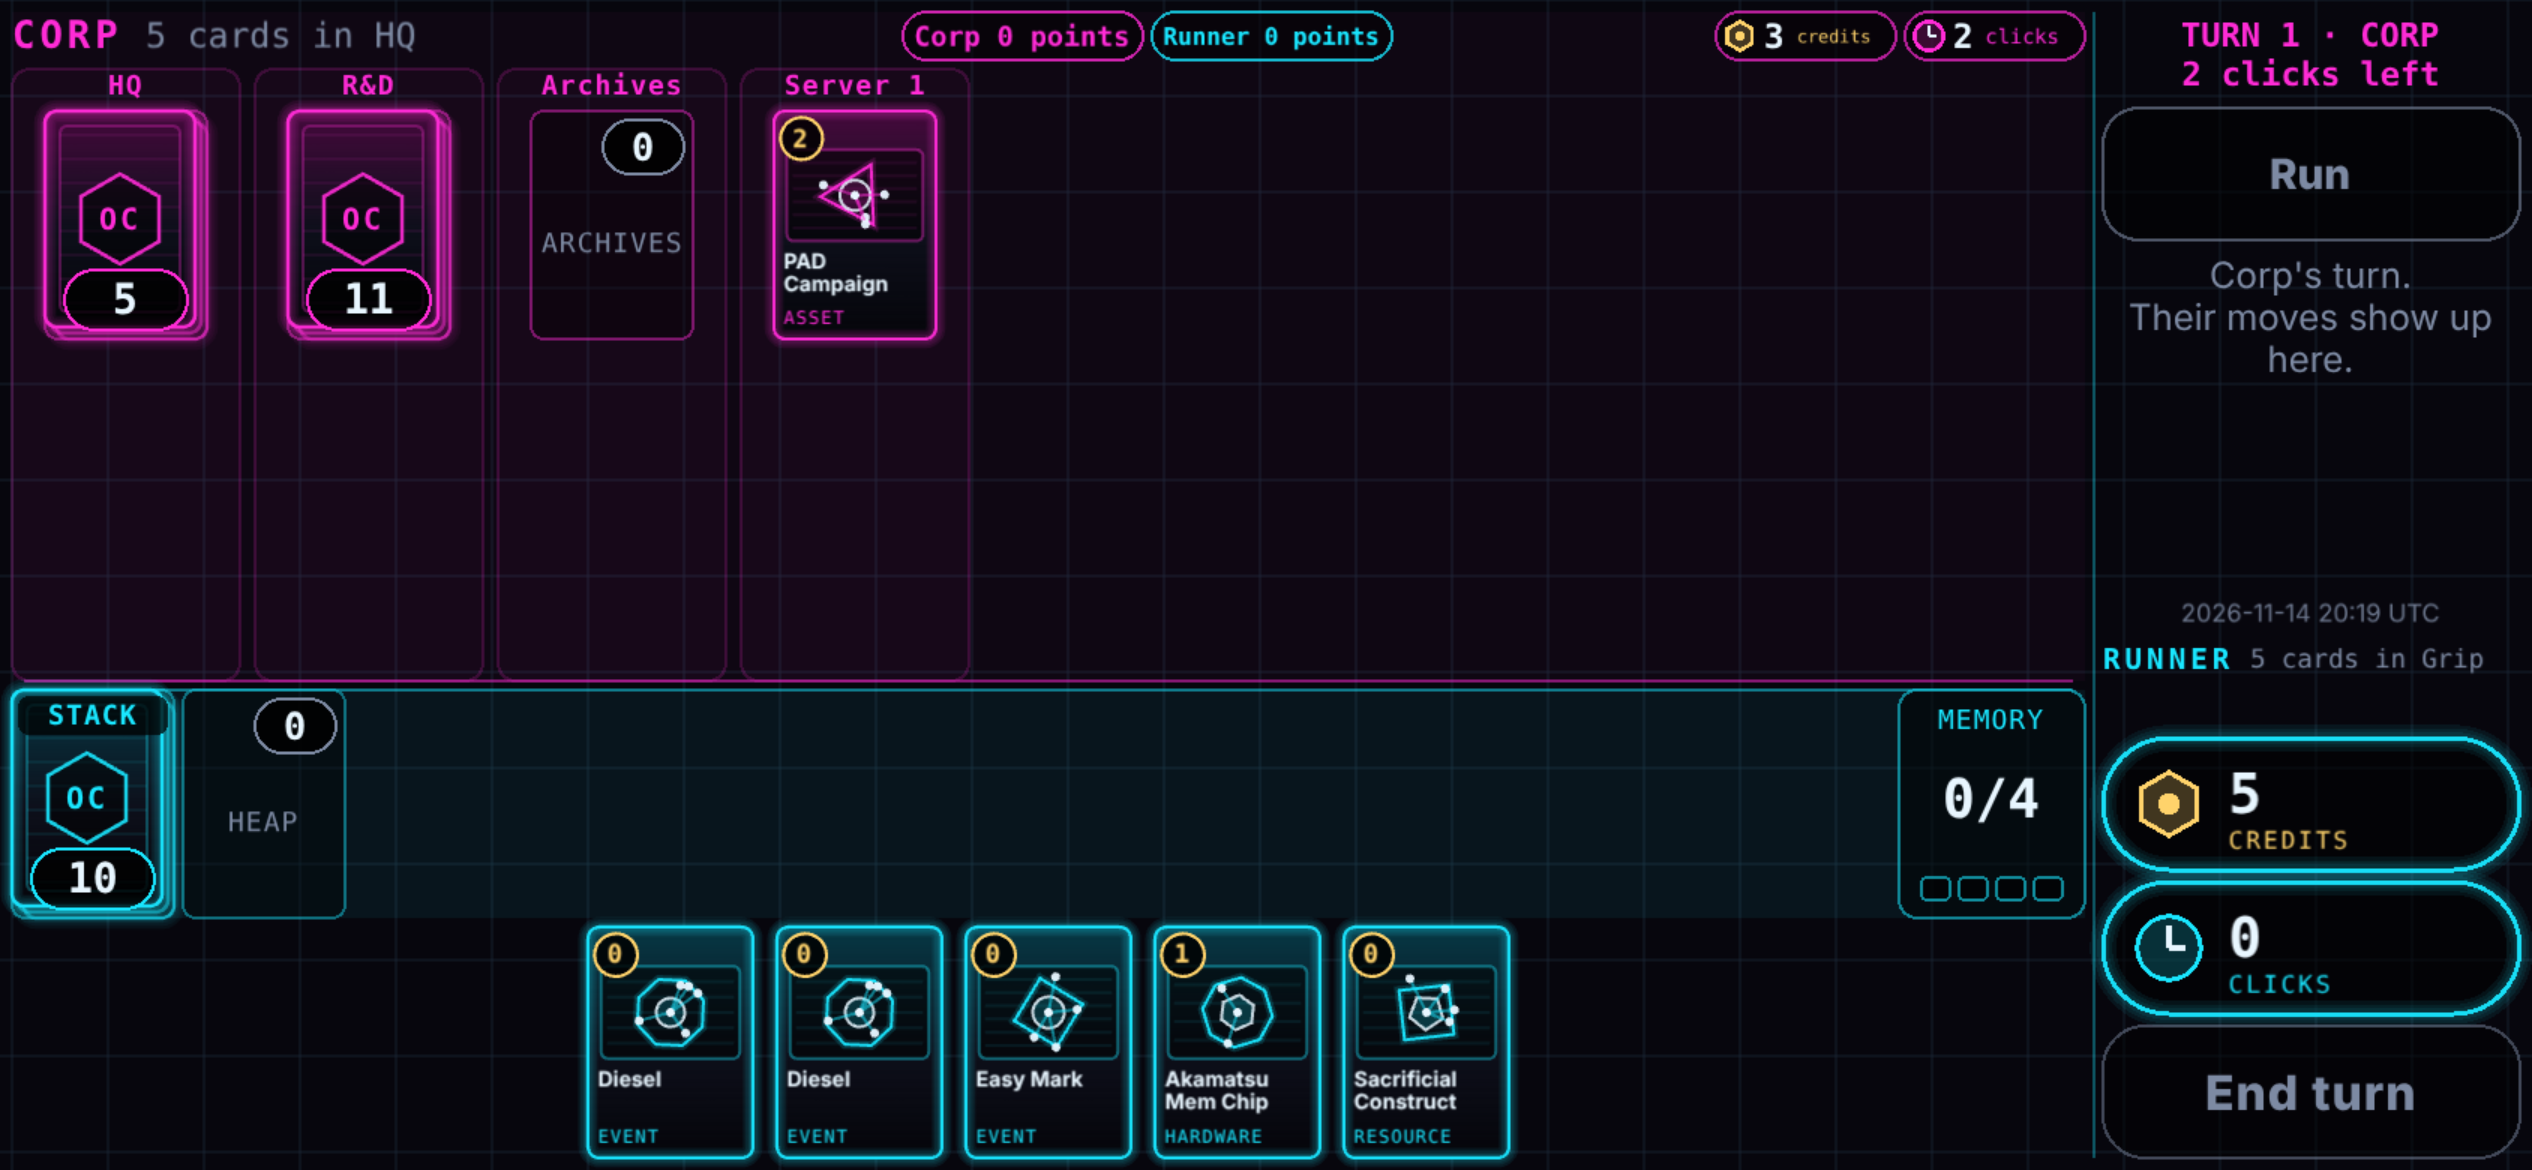 CORP 5 cards in HQ
Corp 0 points
Runner 0 points
3 credits
2 clicks
TURN 1 · CORP
2 clicks left
HQ
R&D
Archives
Server 1
OC
5
OC
11
0
ARCHIVES
2
PAD
Campaign
ASSET
Run
Corp's turn.
Their moves show up
here.
2026-11-14 20:19 UTC
RUNNER 5 cards in Grip
STACK
OC
10
0
HEAP
MEMORY
0/4
5
CREDITS
0
CLICKS
End turn
0
Diesel
EVENT
0
Diesel
EVENT
0
Easy Mark
EVENT
1
Akamatsu
Mem Chip
HARDWARE
0
Sacrificial
Construct
RESOURCE